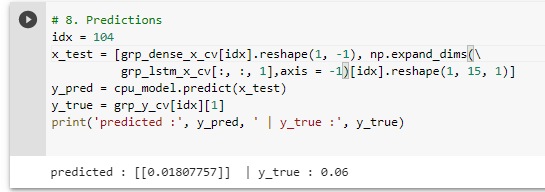 # 8. Predictions
idx = 104
x_test = [grp_dense_x_cv[idx].reshape(1, -1), np.expand_dims(\
grp_lstm_x_cv[:, :, 1],axis = -1)[idx].reshape(1, 15, 1)]
y_pred = cpu_model.predict(x_test)
y_true = grp_y_cv[idx][1]
print('predicted :', y_pred, ' | y_true :', y_true)
predicted : [[0.01807757]]  | y_true : 0.06